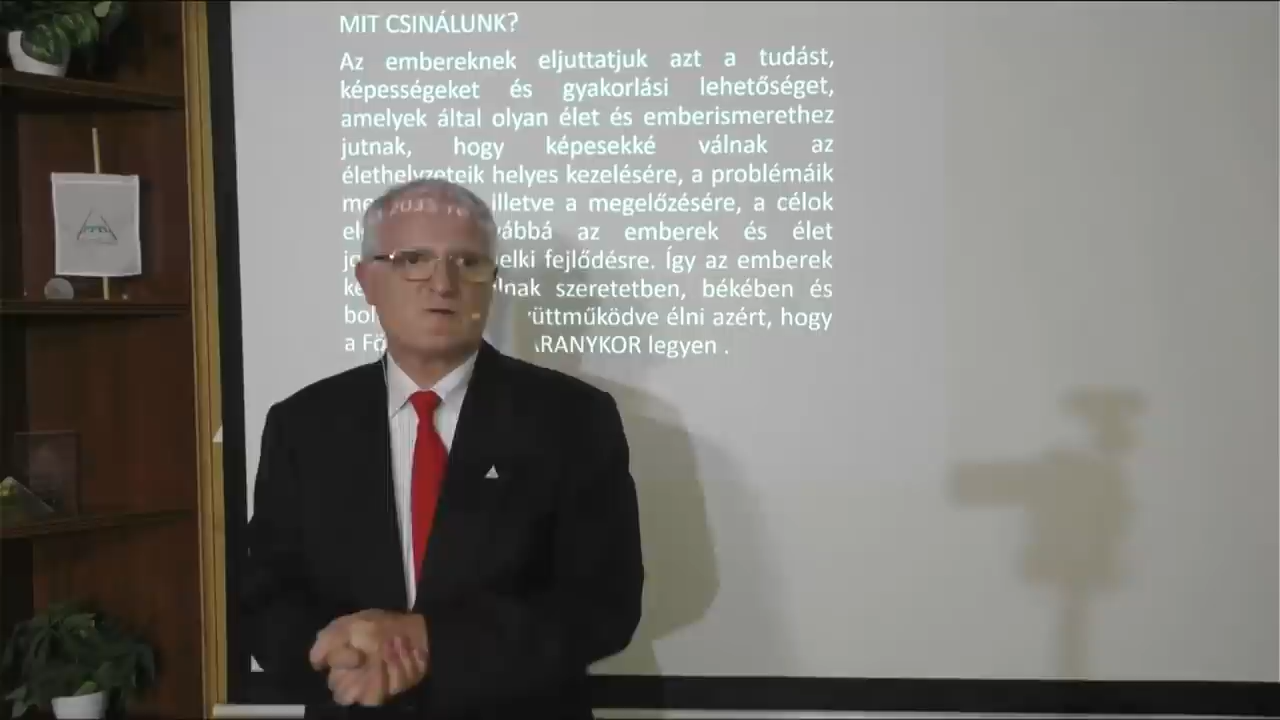 MIT CSINÁLUNK?
Az embereknek eljuttatjuk azt a tudást,
képességeket és gyakorlási lehetőséget,
amelyek által olyan élet és emberismerethez
jutnak, hogy képesekké válnak az
élethelyzeteik helyes kezelésére, a problémáik
illetve a megelőzésére, a célok
az emberek és élet
fejlődésre. Így az emberek
szeretetben, békében és
élni azért, hogy
a ARANYKOR legyen .